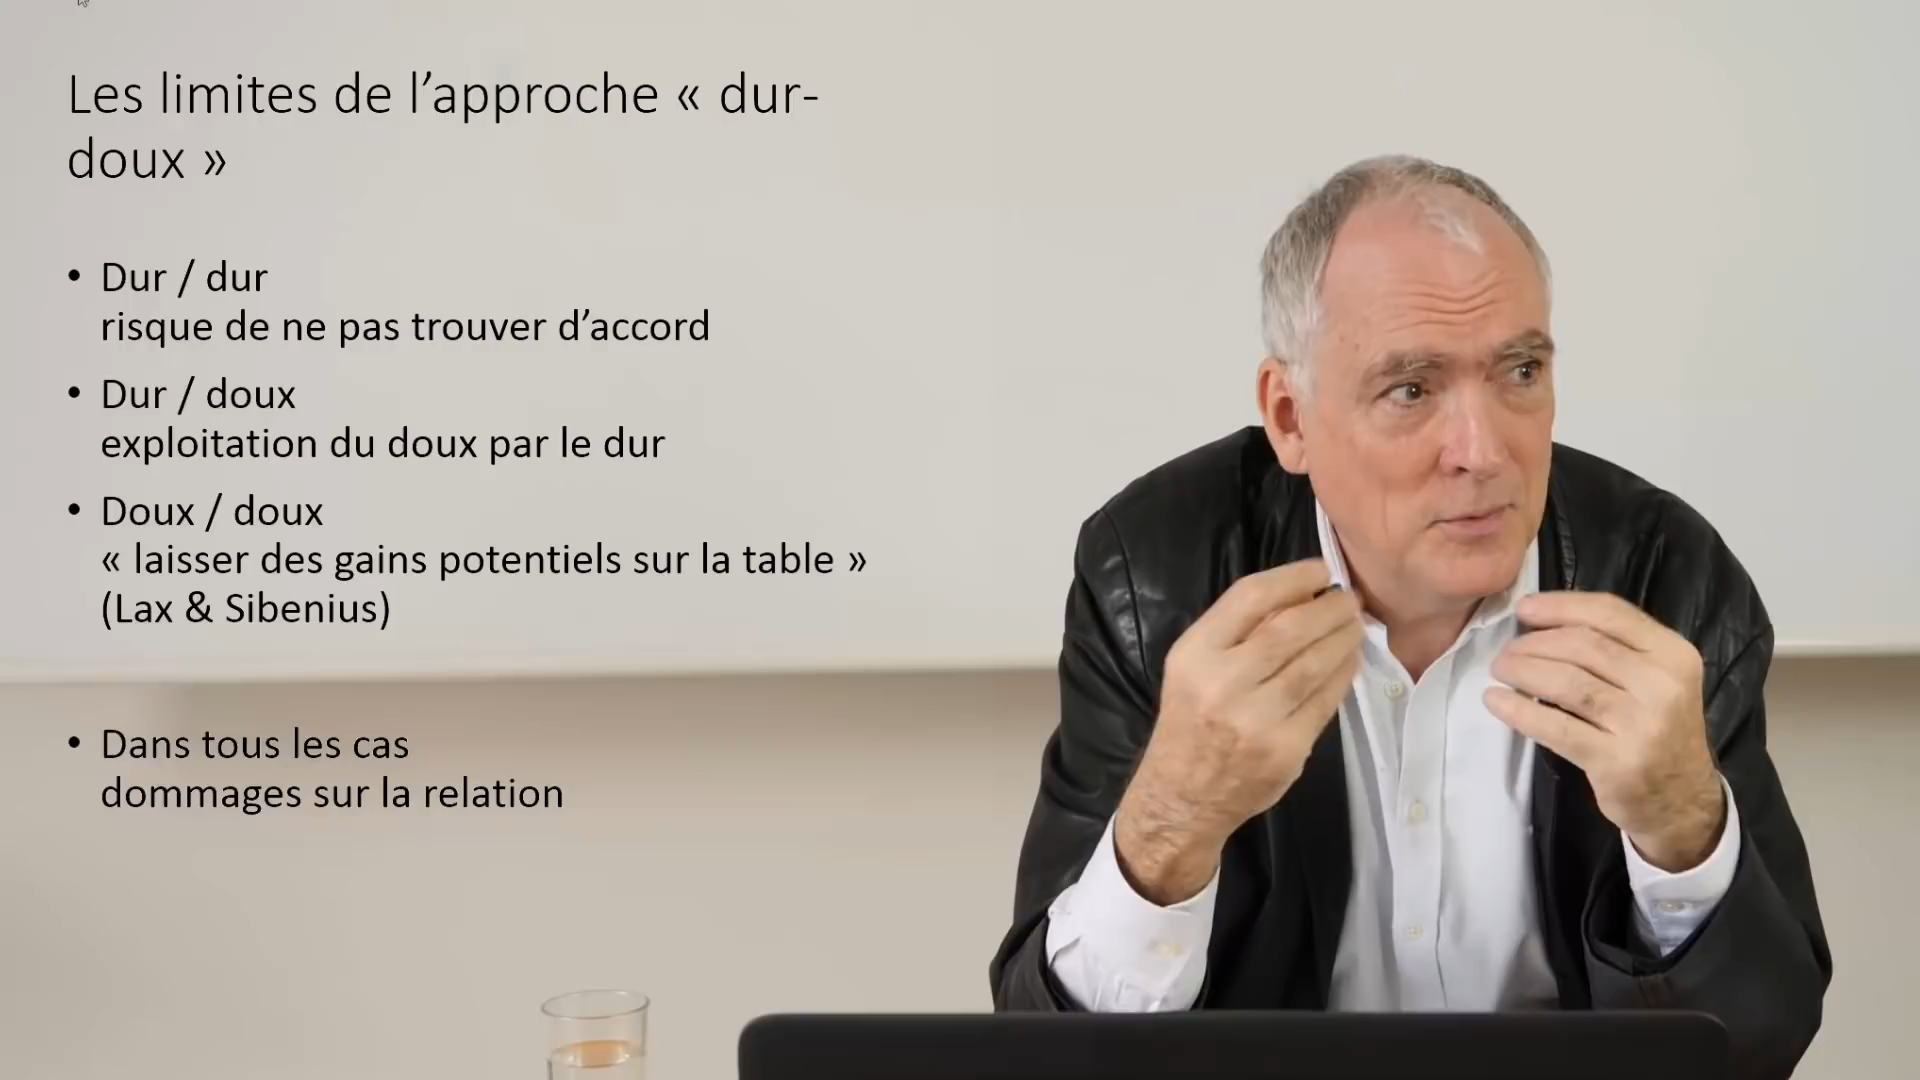 Les limites de l’approche « dur-
doux »
• Dur / dur
risque de ne pas trouver d’accord
• Dur / doux
exploitation du doux par le dur
• Doux / doux
« laisser des gains potentiels sur la table »
(Lax & Sibenius)
• Dans tous les cas
dommages sur la relation